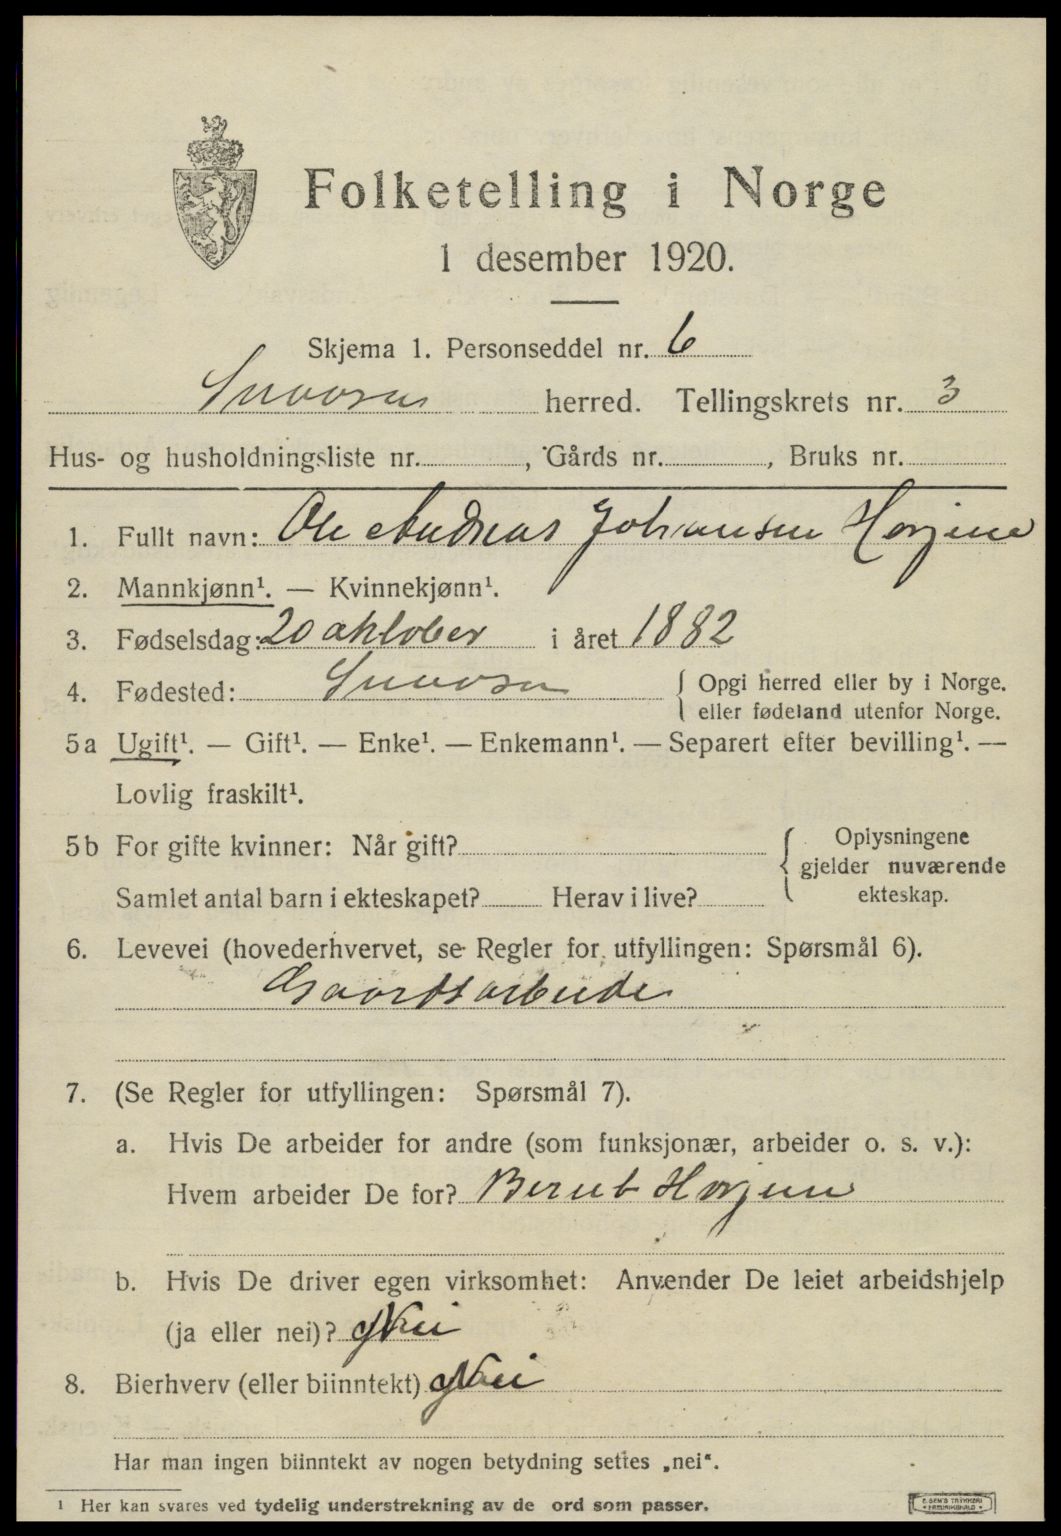 Folketelling i Norge
1 desember 1920.
Skjema 1. Personseddel nr. 6
Snaasen herred. Tellingskrets nr. 3
Hus- og husholdningsliste nr. , Gårds nr. , Bruks nr.
1. Fullt navn: Ole Andreas Johansen Horjem
2. Mannkjønn¹. — Kvinnekjønn¹.
3. Fødselsdag: 20 oktober i året 1882
4. Fødested: Snaasen { Opgi herred eller by i Norge.
eller fødeland utenfor Norge.
5a Ugift¹. — Gift¹. — Enke¹. — Enkemann¹. — Separert efter bevilling¹. —
Lovlig fraskilt¹.
5b For gifte kvinner: Når gift? { Oplysningene
gjelder nuværende
Samlet antal barn i ekteskapet? Herav i live? ekteskap.
6. Levevei (hovederhvervet, se Regler for utfyllingen: Spørsmål 6).
Gaardsarbeide
7. (Se Regler for utfyllingen: Spørsmål 7).
a. Hvis De arbeider for andre (som funksjonær, arbeider o. s. v.):
Hvem arbeider De for? Bernt Horjem
b. Hvis De driver egen virksomhet: Anvender De leiet arbeidshjelp
(ja eller nei)? Nei
8. Bierhverv (eller biinntekt) Nei
Har man ingen biinntekt av nogen betydning settes „nei".
¹ Her kan svares ved tydelig understrekning av de ord som passer.